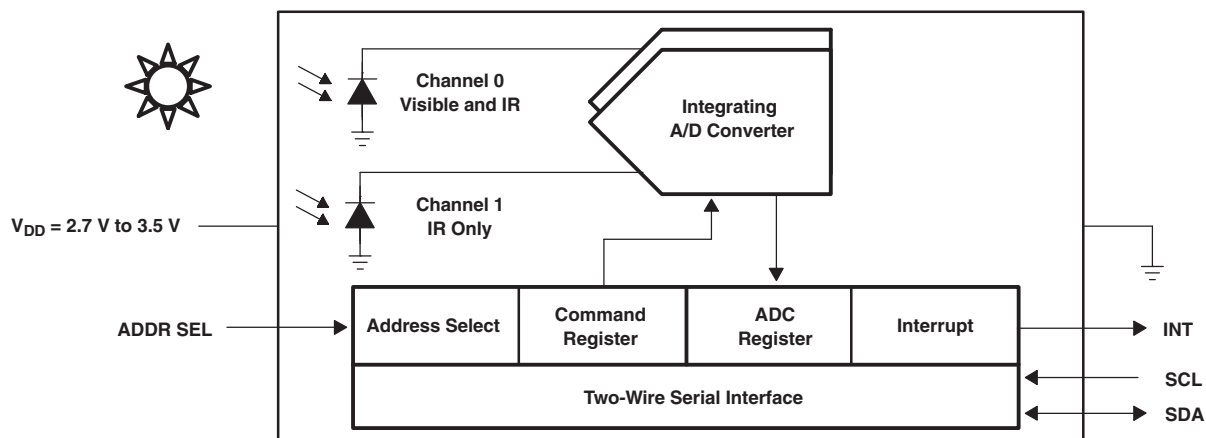 Channel 0
Visible and IR
Integrating
A/D Converter
Channel 1
IR Only
VDD = 2.7 V to 3.5 V
ADDR SEL
Address Select
Command
Register
ADC
Register
Interrupt
INT
Two-Wire Serial Interface
SCL
SDA